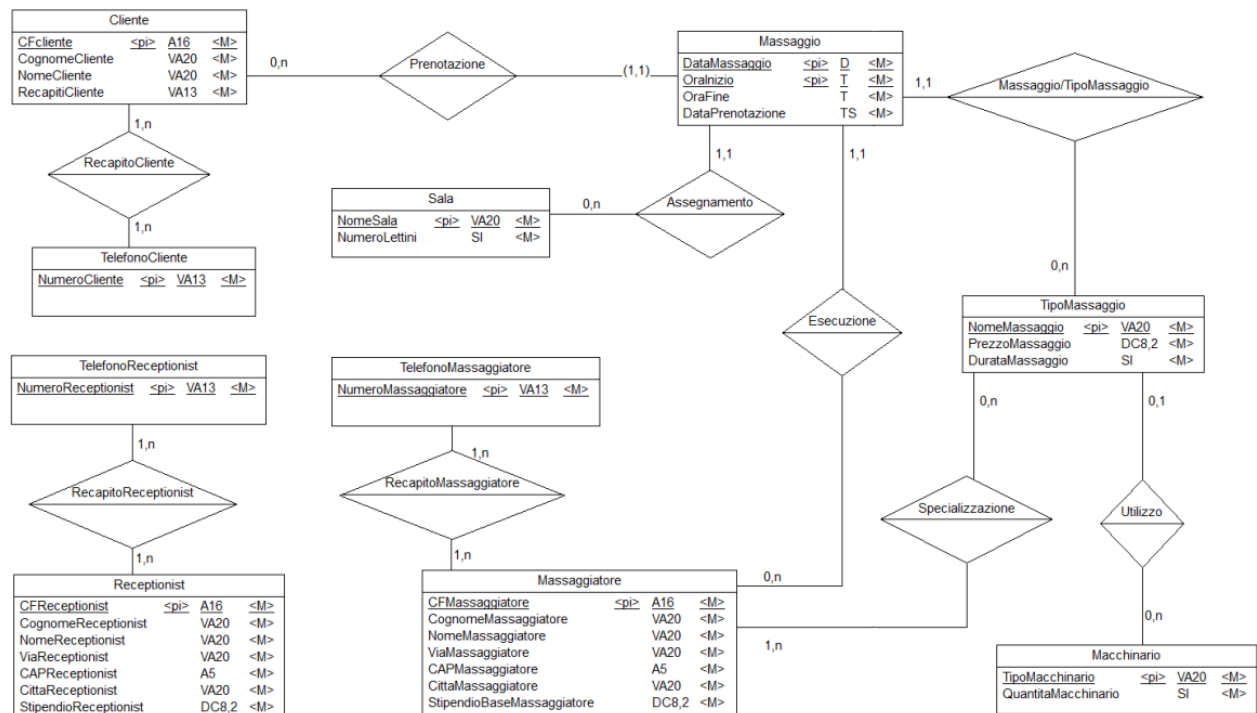 Cliente
CFcliente <pi> A16 <M>
CognomeCliente VA20 <M>
NomeCliente VA20 <M>
RecapitiCliente VA13 <M>
0,n
Prenotazione
(1,1)
Massaggio
DataMassaggio <pi> D <M>
OraInizio <pi> T <M>
OraFine T <M>
DataPrenotazione TS <M>
1,1
Massaggio/TipoMassaggio
1,n
RecapitoCliente
1,n
TelefonoCliente
NumeroCliente <pi> VA13 <M>
Sala
NomeSala <pi> VA20 <M>
NumeroLettini SI <M>
0,n
Assegnamento
1,1
1,1
Esecuzione
0,n
TipoMassaggio
NomeMassaggio <pi> VA20 <M>
PrezzoMassaggio DC8,2 <M>
DurataMassaggio SI <M>
TelefonoReceptionist
NumeroReceptionist <pi> VA13 <M>
TelefonoMassaggiatore
NumeroMassaggiatore <pi> VA13 <M>
0,n
0,1
1,n
RecapitoReceptionist
1,n
1,n
RecapitoMassaggiatore
1,n
Specializzazione
Utilizzo
Receptionist
CFReceptionist <pi> A16 <M>
CognomeReceptionist VA20 <M>
NomeReceptionist VA20 <M>
ViaReceptionist VA20 <M>
CAPReceptionist A5 <M>
CittaReceptionist VA20 <M>
StipendioReceptionist DC8,2 <M>
Massaggiatore
CFMassaggiatore <pi> A16 <M>
CognomeMassaggiatore VA20 <M>
NomeMassaggiatore VA20 <M>
ViaMassaggiatore VA20 <M>
CAPMassaggiatore A5 <M>
CittaMassaggiatore VA20 <M>
StipendioBaseMassaggiatore DC8,2 <M>
0,n
1,n
0,n
Macchinario
TipoMacchinario <pi> VA20 <M>
QuantitaMacchinario SI <M>